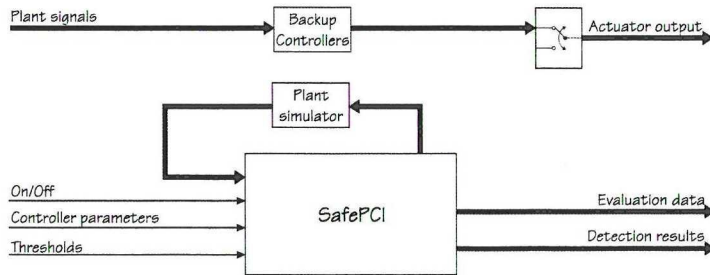 Plant signals
Backup
Controllers
Actuator output
Plant
simulator
On/Off
Controller parameters
Thresholds
SafePCI
Evaluation data
Detection results